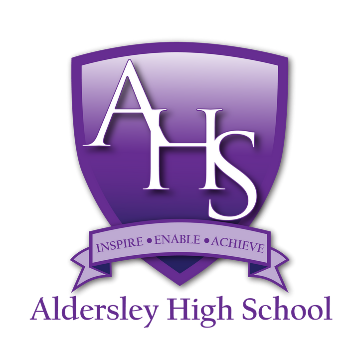 AHS
INSPIRE • ENABLE • ACHIEVE
Aldersley High School